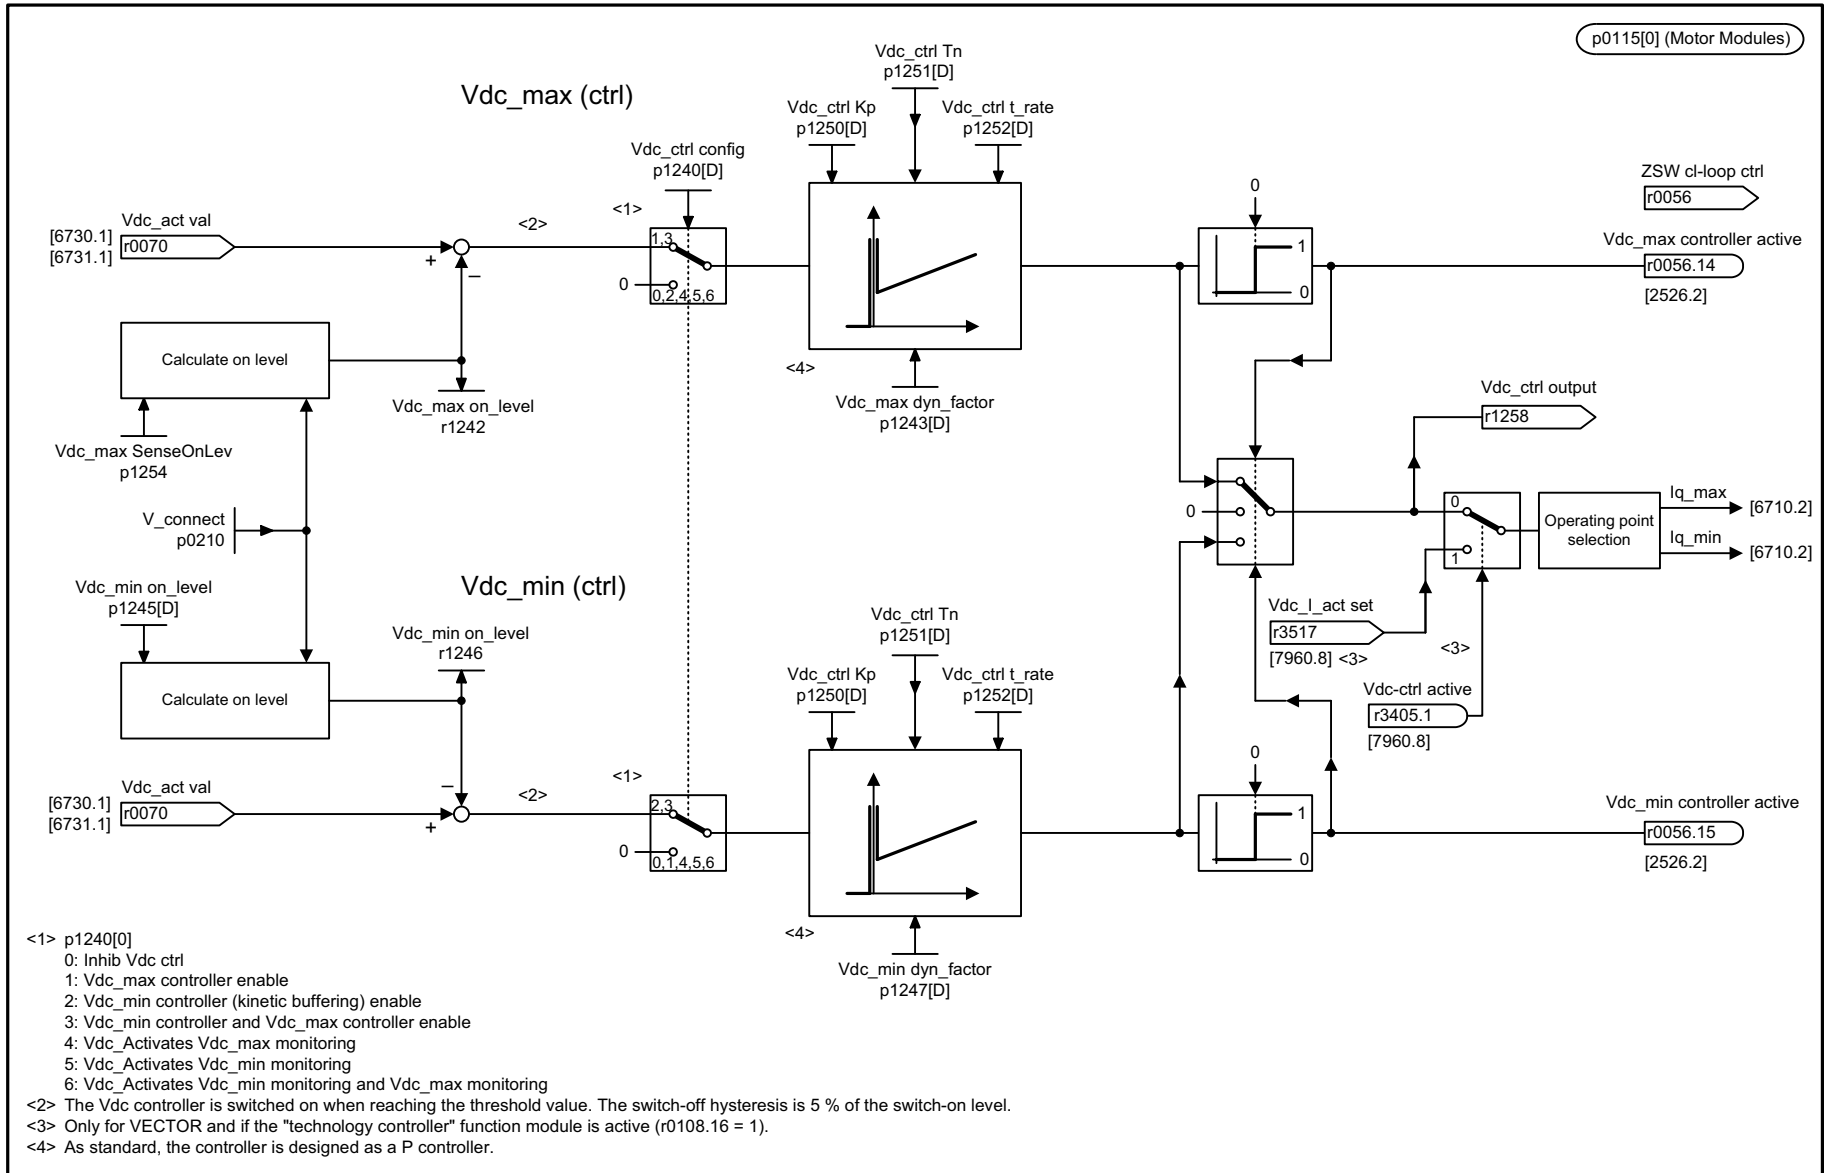 p0115[0] (Motor Modules)
Vdc_max (ctrl)
Vdc_ctrl Tn
p1251[D]
Vdc_ctrl Kp
p1250[D]
Vdc_ctrl t_rate
p1252[D]
Vdc_ctrl config
p1240[D]
ZSW cl-loop ctrl
r0056
[6730.1]
[6731.1]
Vdc_act val
r0070
+
–
<2>
<1>
1,3
0
0,2,4,5,6
0
1
0
Vdc_max controller active
r0056.14
[2526.2]
Calculate on level
Vdc_max on_level
r1242
<4>
Vdc_max dyn_factor
p1243[D]
Vdc_max SenseOnLev
p1254
Vdc_ctrl output
r1258
V_connect
p0210
0
0
1
Operating point
selection
Iq_max
[6710.2]
Iq_min
[6710.2]
Vdc_min (ctrl)
Vdc_min on_level
p1245[D]
Vdc_min on_level
r1246
Calculate on level
Vdc_ctrl Tn
p1251[D]
Vdc_ctrl Kp
p1250[D]
Vdc_ctrl t_rate
p1252[D]
Vdc_I_act set
r3517
[7960.8] <3>
<3>
Vdc-ctrl active
r3405.1
[7960.8]
[6730.1]
[6731.1]
Vdc_act val
r0070
+
–
<2>
<1>
2,3
0
0,1,4,5,6
0
1
0
Vdc_min controller active
r0056.15
[2526.2]
<4>
Vdc_min dyn_factor
p1247[D]
<1> p1240[0]
0: Inhib Vdc ctrl
1: Vdc_max controller enable
2: Vdc_min controller (kinetic buffering) enable
3: Vdc_min controller and Vdc_max controller enable
4: Vdc_Activates Vdc_max monitoring
5: Vdc_Activates Vdc_min monitoring
6: Vdc_Activates Vdc_min monitoring and Vdc_max monitoring
<2> The Vdc controller is switched on when reaching the threshold value. The switch-off hysteresis is 5 % of the switch-on level.
<3> Only for VECTOR and if the "technology controller" function module is active (r0108.16 = 1).
<4> As standard, the controller is designed as a P controller.